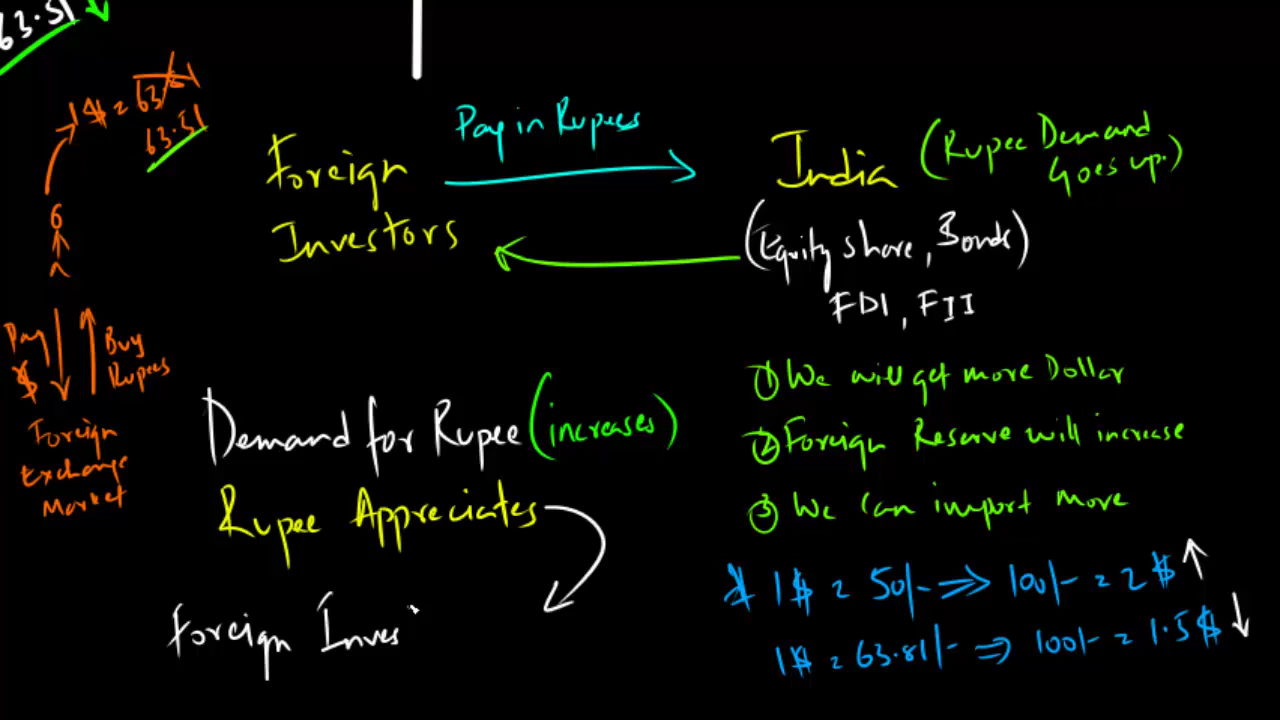 63.51
1$ = 63.81
63.51
Pay in Rupees
Foreign
Investors
India
(Rupee Demand
Goes up.)
(Equity share, Bonds)
FDI, FII
6
Pay
$
Buy
Rupees
Foreign
Exchange
Market
Demand for Rupee (increases)
Rupee Appreciates
Foreign Inves
① We will get more Dollar
② Foreign Reserve will increase
③ We Can import more
1$ = 50/- ⇒ 100/- = 2$ ↑
1$ = 63.81/- ⇒ 100/- = 1.5$ ↓